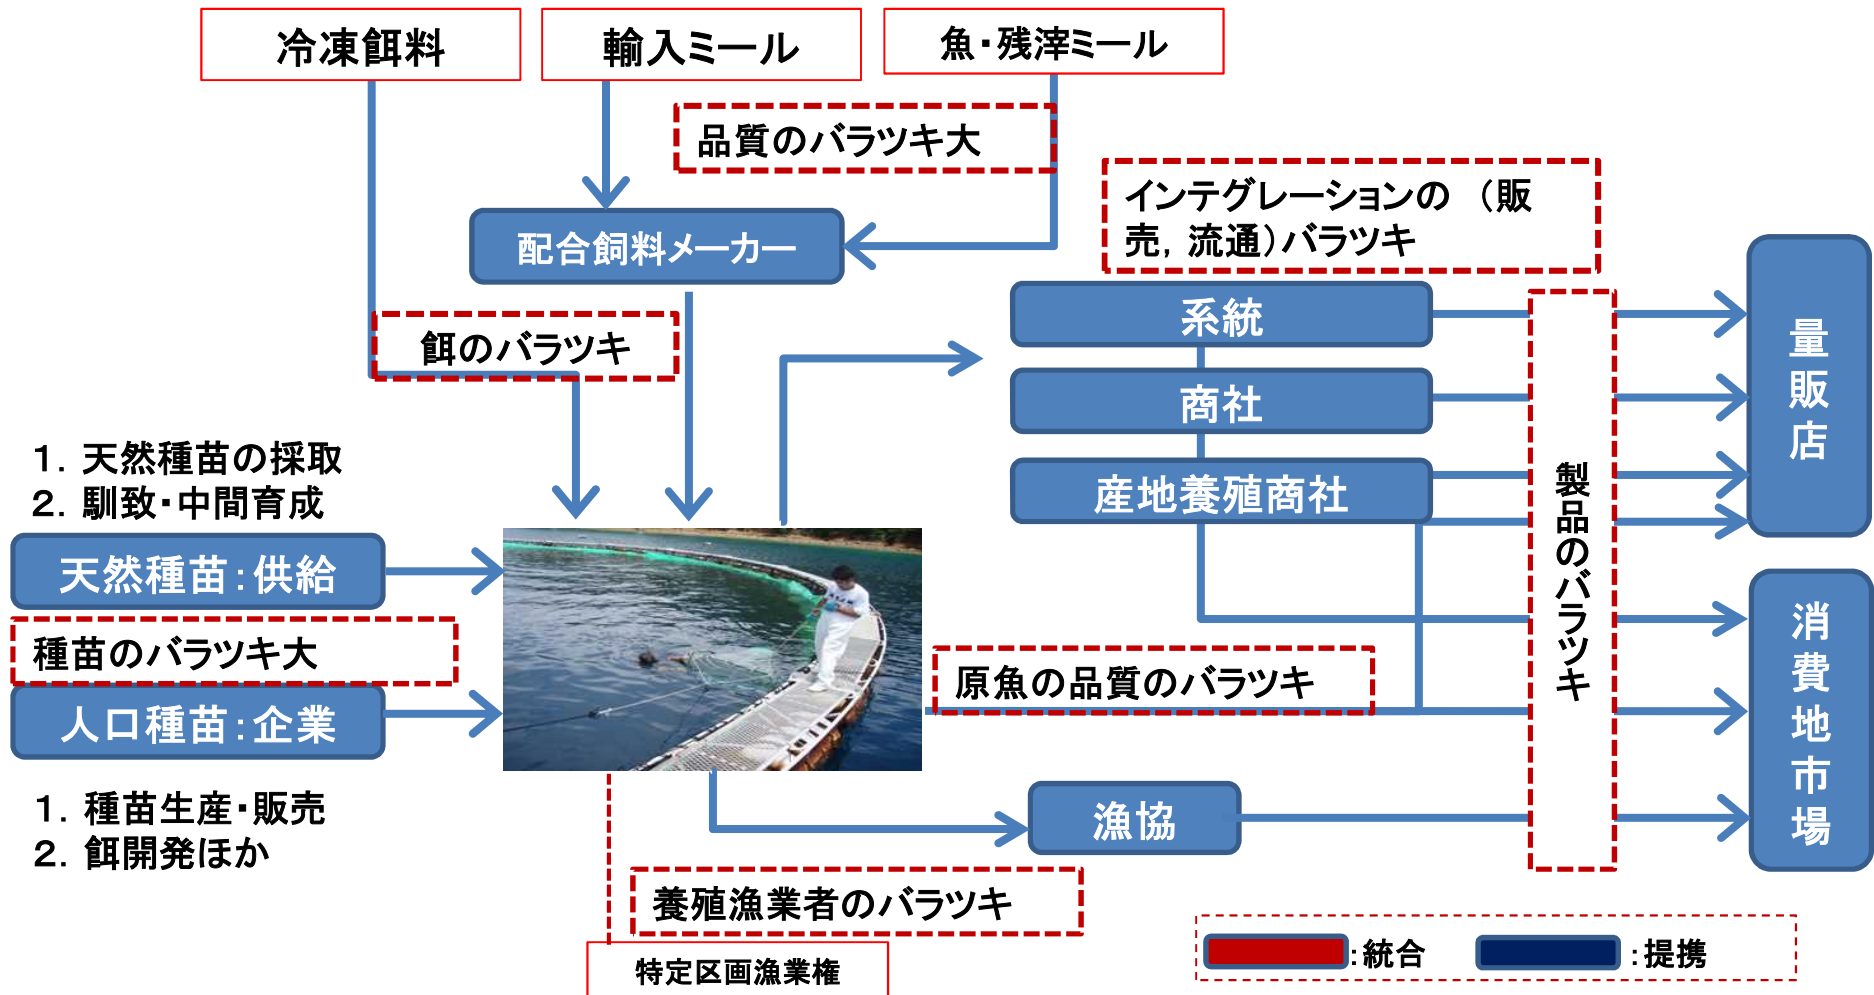 冷凍餌料
輸入ミール
魚・残滓ミール
品質のバラツキ大
インテグレーションの （販
売，流通）バラツキ
配合飼料メーカー
系統
餌のバラツキ
商社
量販店
1．天然種苗の採取
2．馴致・中間育成
産地養殖商社
製品のバラツキ
天然種苗：供給
種苗のバラツキ大
原魚の品質のバラツキ
人口種苗：企業
消費地市場
1．種苗生産・販売
2．餌開発ほか
漁協
養殖漁業者のバラツキ
特定区画漁業権
：統合
：提携